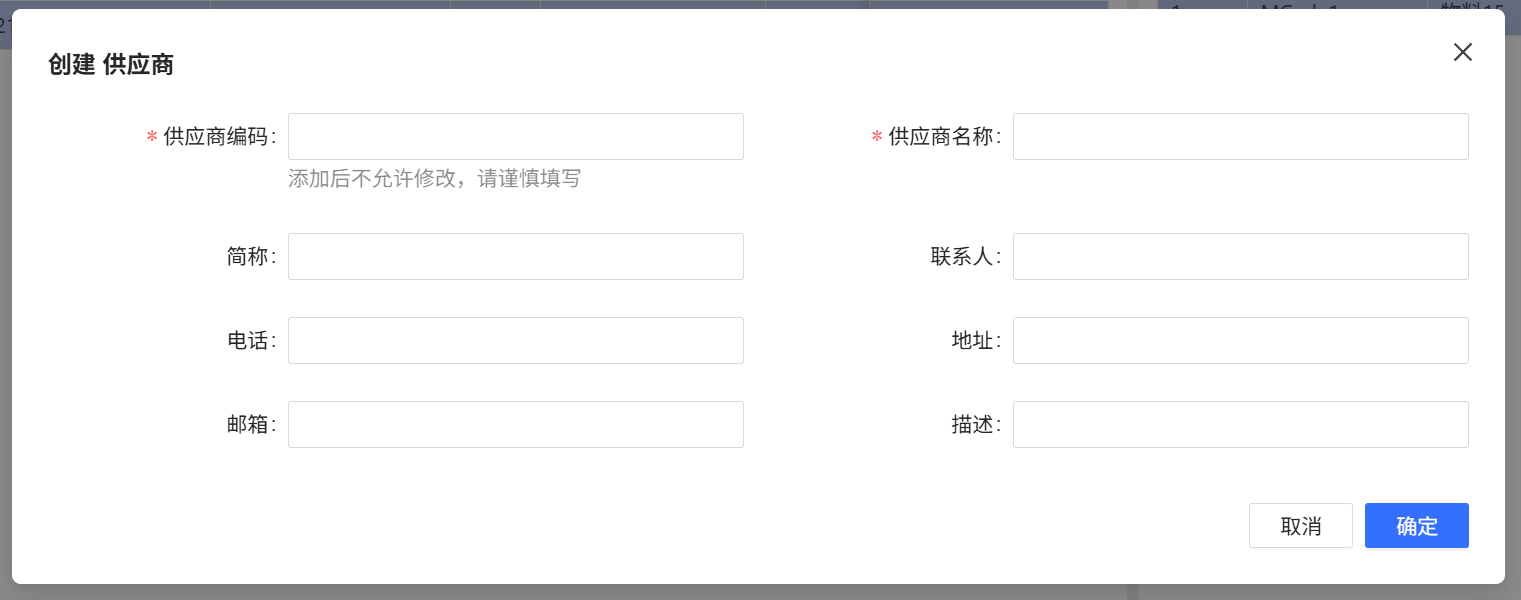 创建 供应商
* 供应商编码:
* 供应商名称:
添加后不允许修改，请谨慎填写
简称:
联系人:
电话:
地址:
邮箱:
描述:
取消
确定